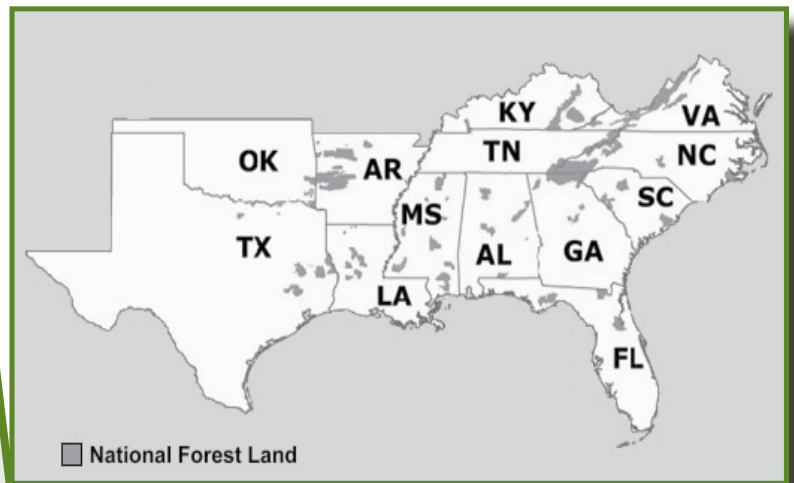 KY
VA
TN
NC
OK
AR
SC
MS
TX
AL
GA
LA
FL
National Forest Land